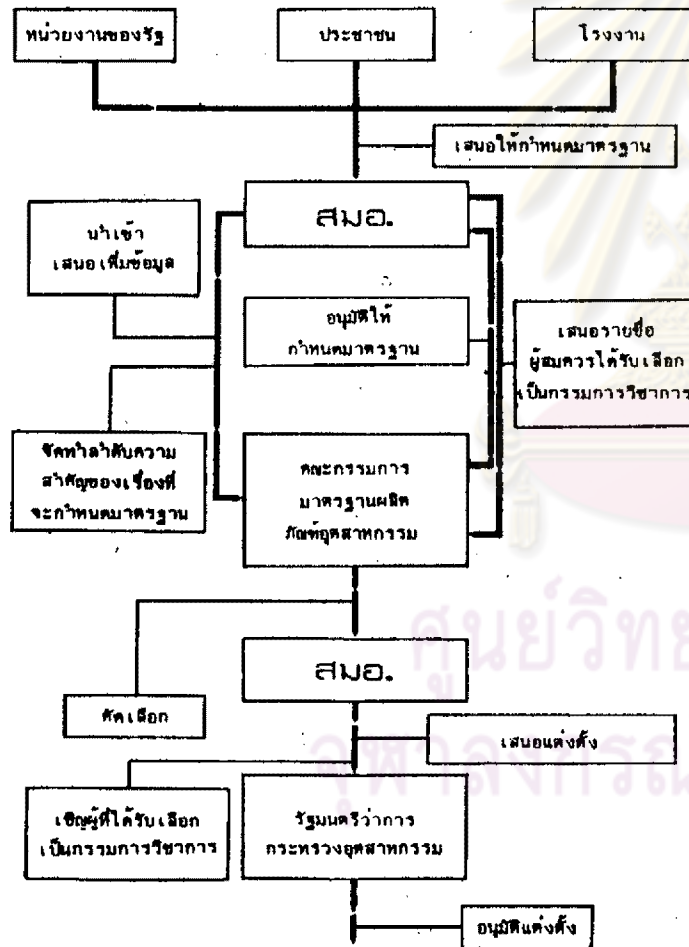 หน่วยงานของรัฐ
ประชาชน
โรงงาน
เสนอให้กำหนดมาตรฐาน
สมอ.
นำเข้า
เสนอเพิ่มข้อมูล
อนุมัติให้
กำหนดมาตรฐาน
เสนอรายชื่อ
ผู้สมควรได้รับเลือก
เป็นกรรมการวิชาการ
จัดทำลำดับความ
สำคัญของเรื่องที่
จะกำหนดมาตรฐาน
คณะกรรมการ
มาตรฐานผลิต
ภัณฑ์อุตสาหกรรม
สมอ.
คัดเลือก
เสนอแต่งตั้ง
เชิญผู้ที่ได้รับเลือก
เป็นกรรมการวิชาการ
รัฐมนตรีว่าการ
กระทรวงอุตสาหกรรม
อนุมัติแต่งตั้ง
ศูนย์วิทย
จุฬาลงกรณ